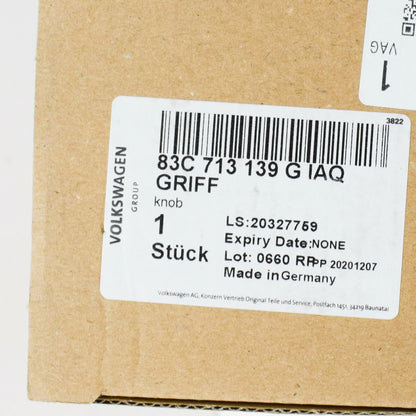 VAG
1
3822
VOLKSWAGEN
GROUP
83C 713 139 G IAQ
GRIFF
knob
1
Stück
LS:20327759
Expiry Date:NONE
Lot: 0660 RP PP 20201207
Made in Germany
Volkswagen AG, Konzern Vertrieb Original Teile und Service, Postfach 1451, 34219 Baunatal